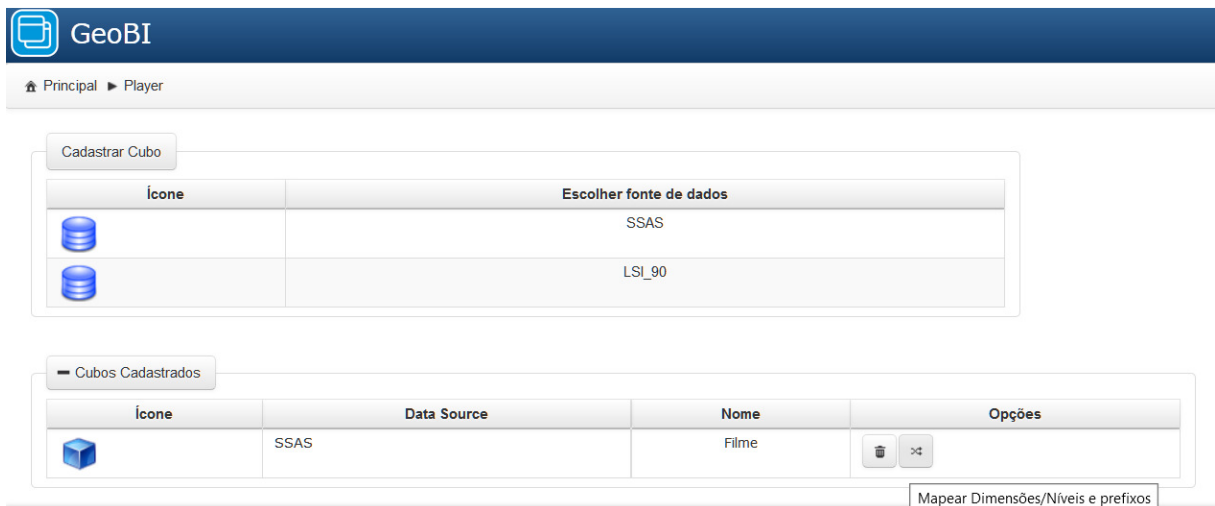 GeoBI
Principal ► Player
Cadastrar Cubo
Ícone Escolher fonte de dados
SSAS
LSI_90
Cubos Cadastrados
Ícone Data Source Nome Opções
SSAS Filme
Mapear Dimensões/Níveis e prefixos